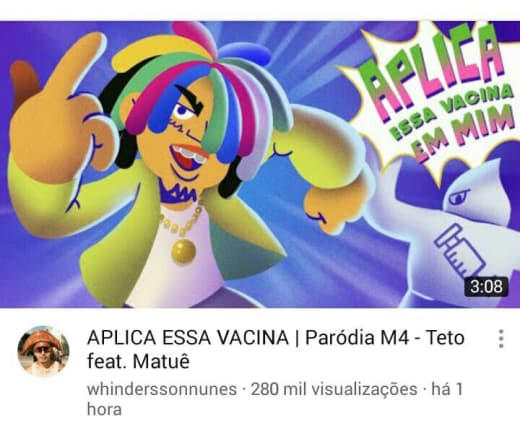 APLICA
ESSA VACINA
EM MIM
3:08
APLICA ESSA VACINA | Paródia M4 - Teto
feat. Matuê
whinderssonnunes · 280 mil visualizações · há 1
hora